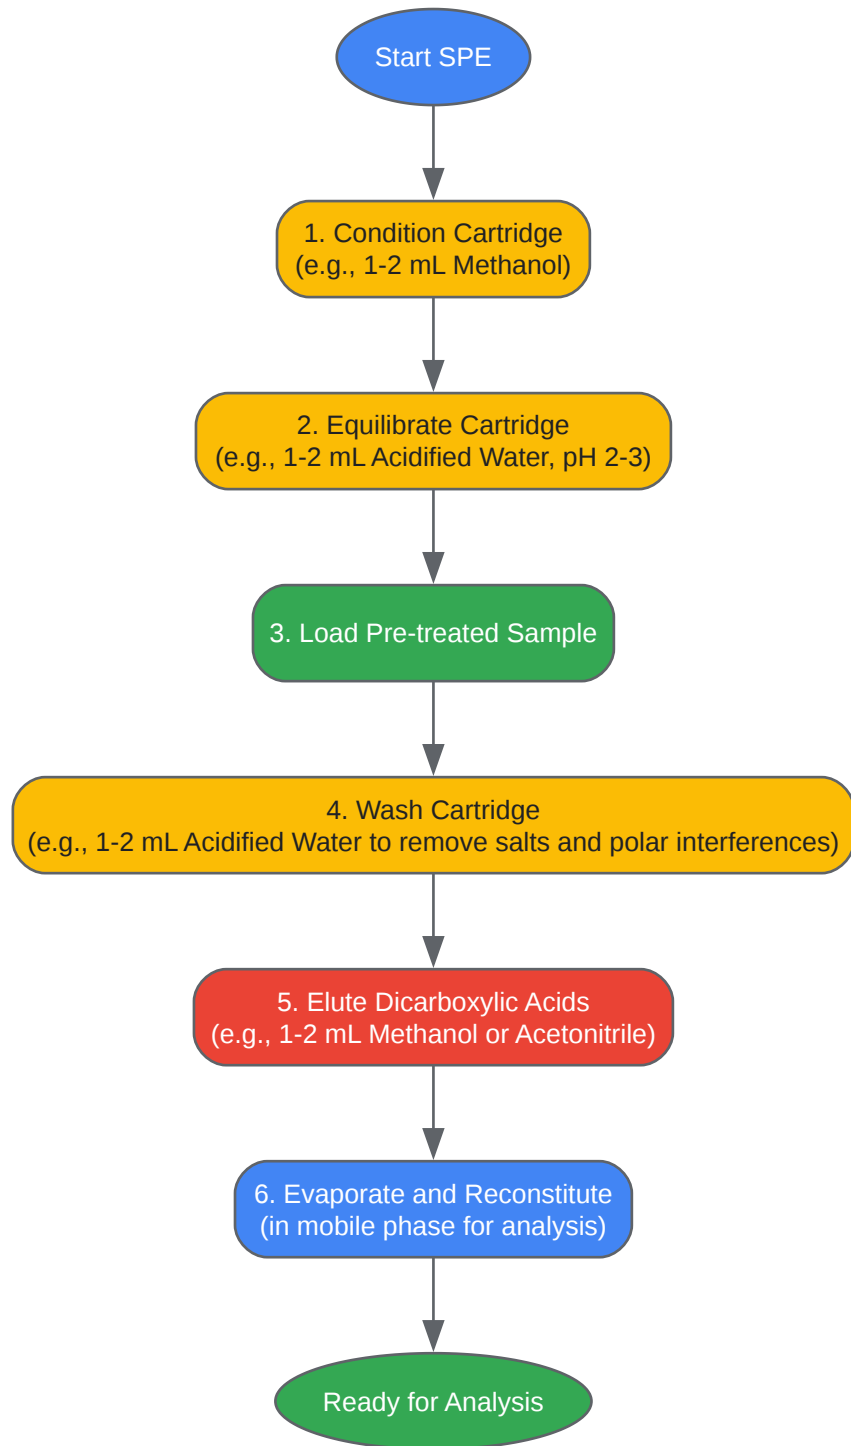 Start SPE
1. Condition Cartridge
(e.g., 1-2 mL Methanol)
2. Equilibrate Cartridge
(e.g., 1-2 mL Acidified Water, pH 2-3)
3. Load Pre-treated Sample
4. Wash Cartridge
(e.g., 1-2 mL Acidified Water to remove salts and polar interferences)
5. Elute Dicarboxylic Acids
(e.g., 1-2 mL Methanol or Acetonitrile)
6. Evaporate and Reconstitute
(in mobile phase for analysis)
Ready for Analysis